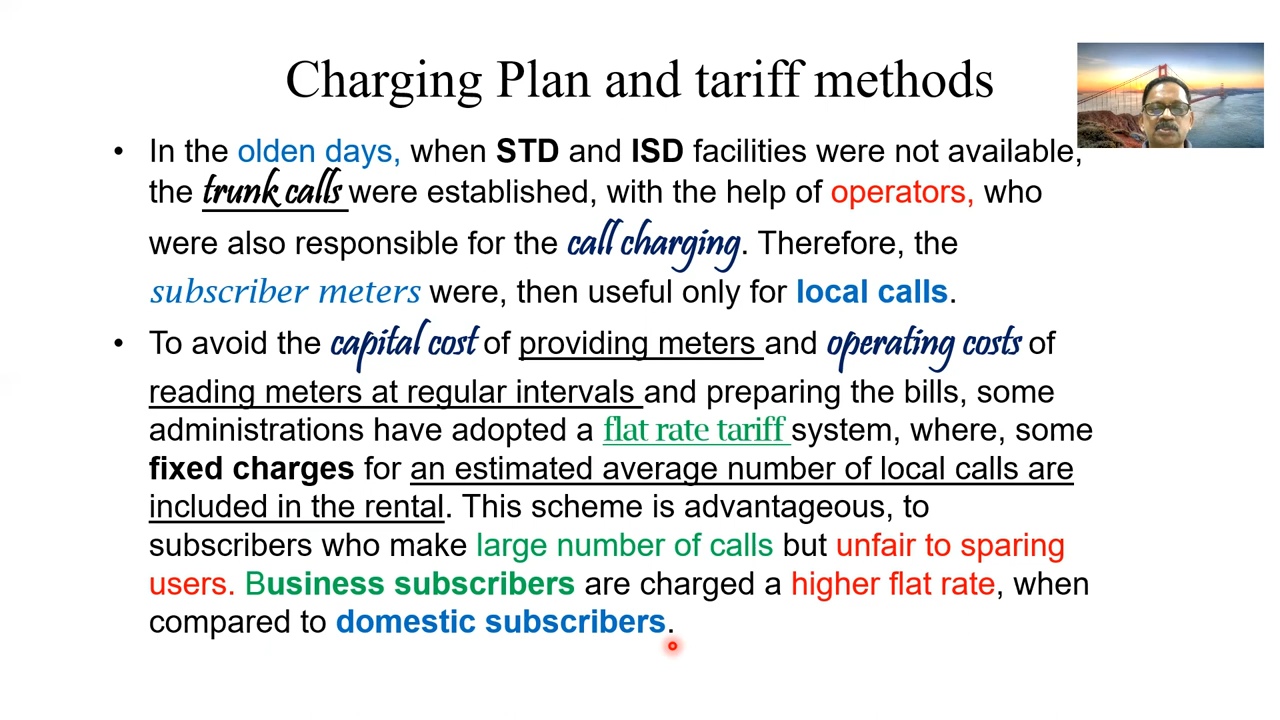 Charging Plan and tariff methods
• In the olden days, when STD and ISD facilities were not available,
the trunk calls were established, with the help of operators, who
were also responsible for the call charging. Therefore, the
subscriber meters were, then useful only for local calls.
• To avoid the capital cost of providing meters and operating costs of
reading meters at regular intervals and preparing the bills, some
administrations have adopted a flat rate tariff system, where, some
fixed charges for an estimated average number of local calls are
included in the rental. This scheme is advantageous, to
subscribers who make large number of calls but unfair to sparing
users. Business subscribers are charged a higher flat rate, when
compared to domestic subscribers.